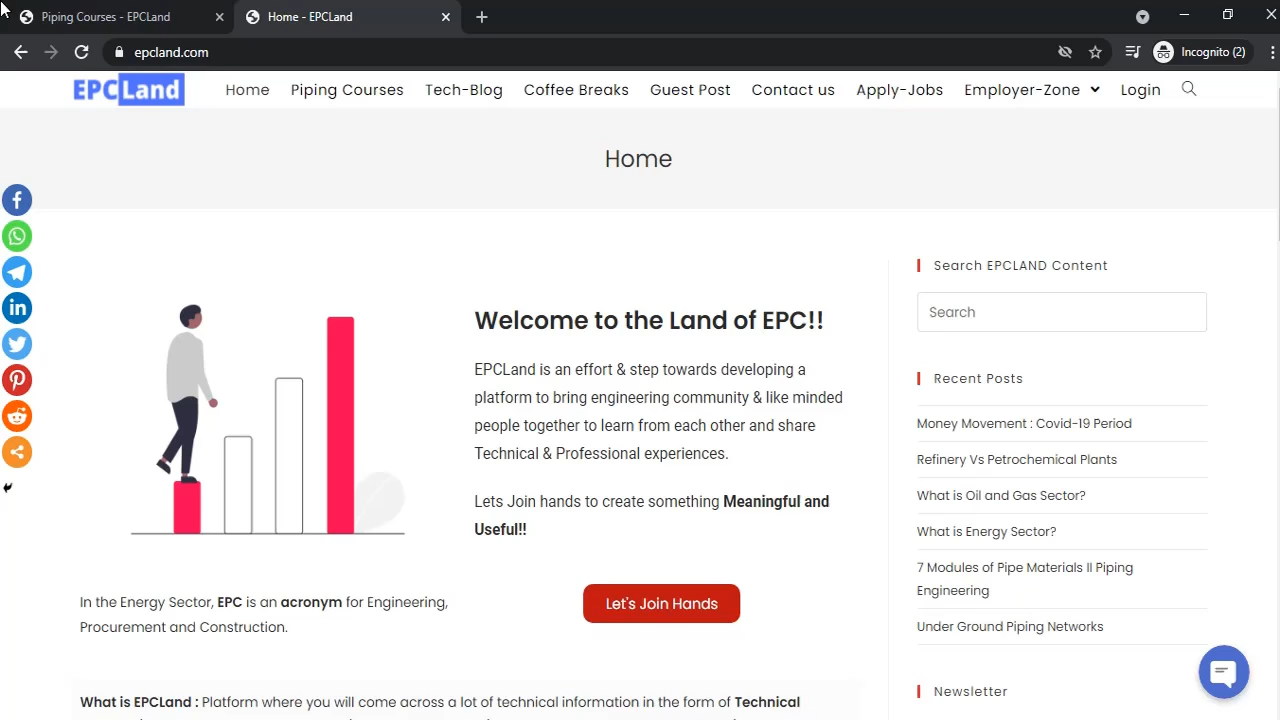 Piping Courses - EPCLand
Home - EPCLand
epcland.com
Incognito (2)
EPCLand
Home
Piping Courses
Tech-Blog
Coffee Breaks
Guest Post
Contact us
Apply-Jobs
Employer-Zone
Login
Home
Welcome to the Land of EPC!!
EPCLand is an effort & step towards developing a
platform to bring engineering community & like minded
people together to learn from each other and share
Technical & Professional experiences.
Lets Join hands to create something Meaningful and
Useful!!
Let's Join Hands
In the Energy Sector, EPC is an acronym for Engineering,
Procurement and Construction.
What is EPCLand : Platform where you will come across a lot of technical information in the form of Technical
Search EPCLAND Content
Search
Recent Posts
Money Movement : Covid-19 Period
Refinery Vs Petrochemical Plants
What is Oil and Gas Sector?
What is Energy Sector?
7 Modules of Pipe Materials II Piping
Engineering
Under Ground Piping Networks
Newsletter